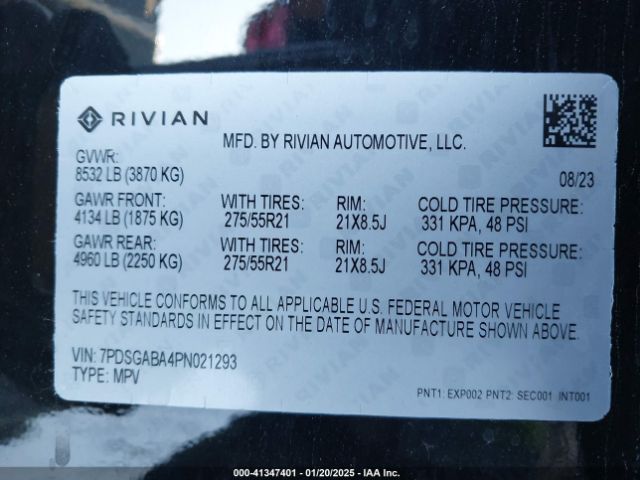 RIVIAN
MFD. BY RIVIAN AUTOMOTIVE, LLC.
GVWR:
8532 LB (3870 KG)
08/23
GAWR FRONT: WITH TIRES: RIM: COLD TIRE PRESSURE:
4134 LB (1875 KG) 275/55R21 21X8.5J 331 KPA, 48 PSI
GAWR REAR: WITH TIRES: RIM: COLD TIRE PRESSURE:
4960 LB (2250 KG) 275/55R21 21X8.5J 331 KPA, 48 PSI
THIS VEHICLE CONFORMS TO ALL APPLICABLE U.S. FEDERAL MOTOR VEHICLE
SAFETY STANDARDS IN EFFECT ON THE DATE OF MANUFACTURE SHOWN ABOVE.
VIN: 7PDSGABA4PN021293
TYPE: MPV
PNT1: EXP002 PNT2: SEC001 INT001
000-41347401 - 01/20/2025 - IAA Inc.